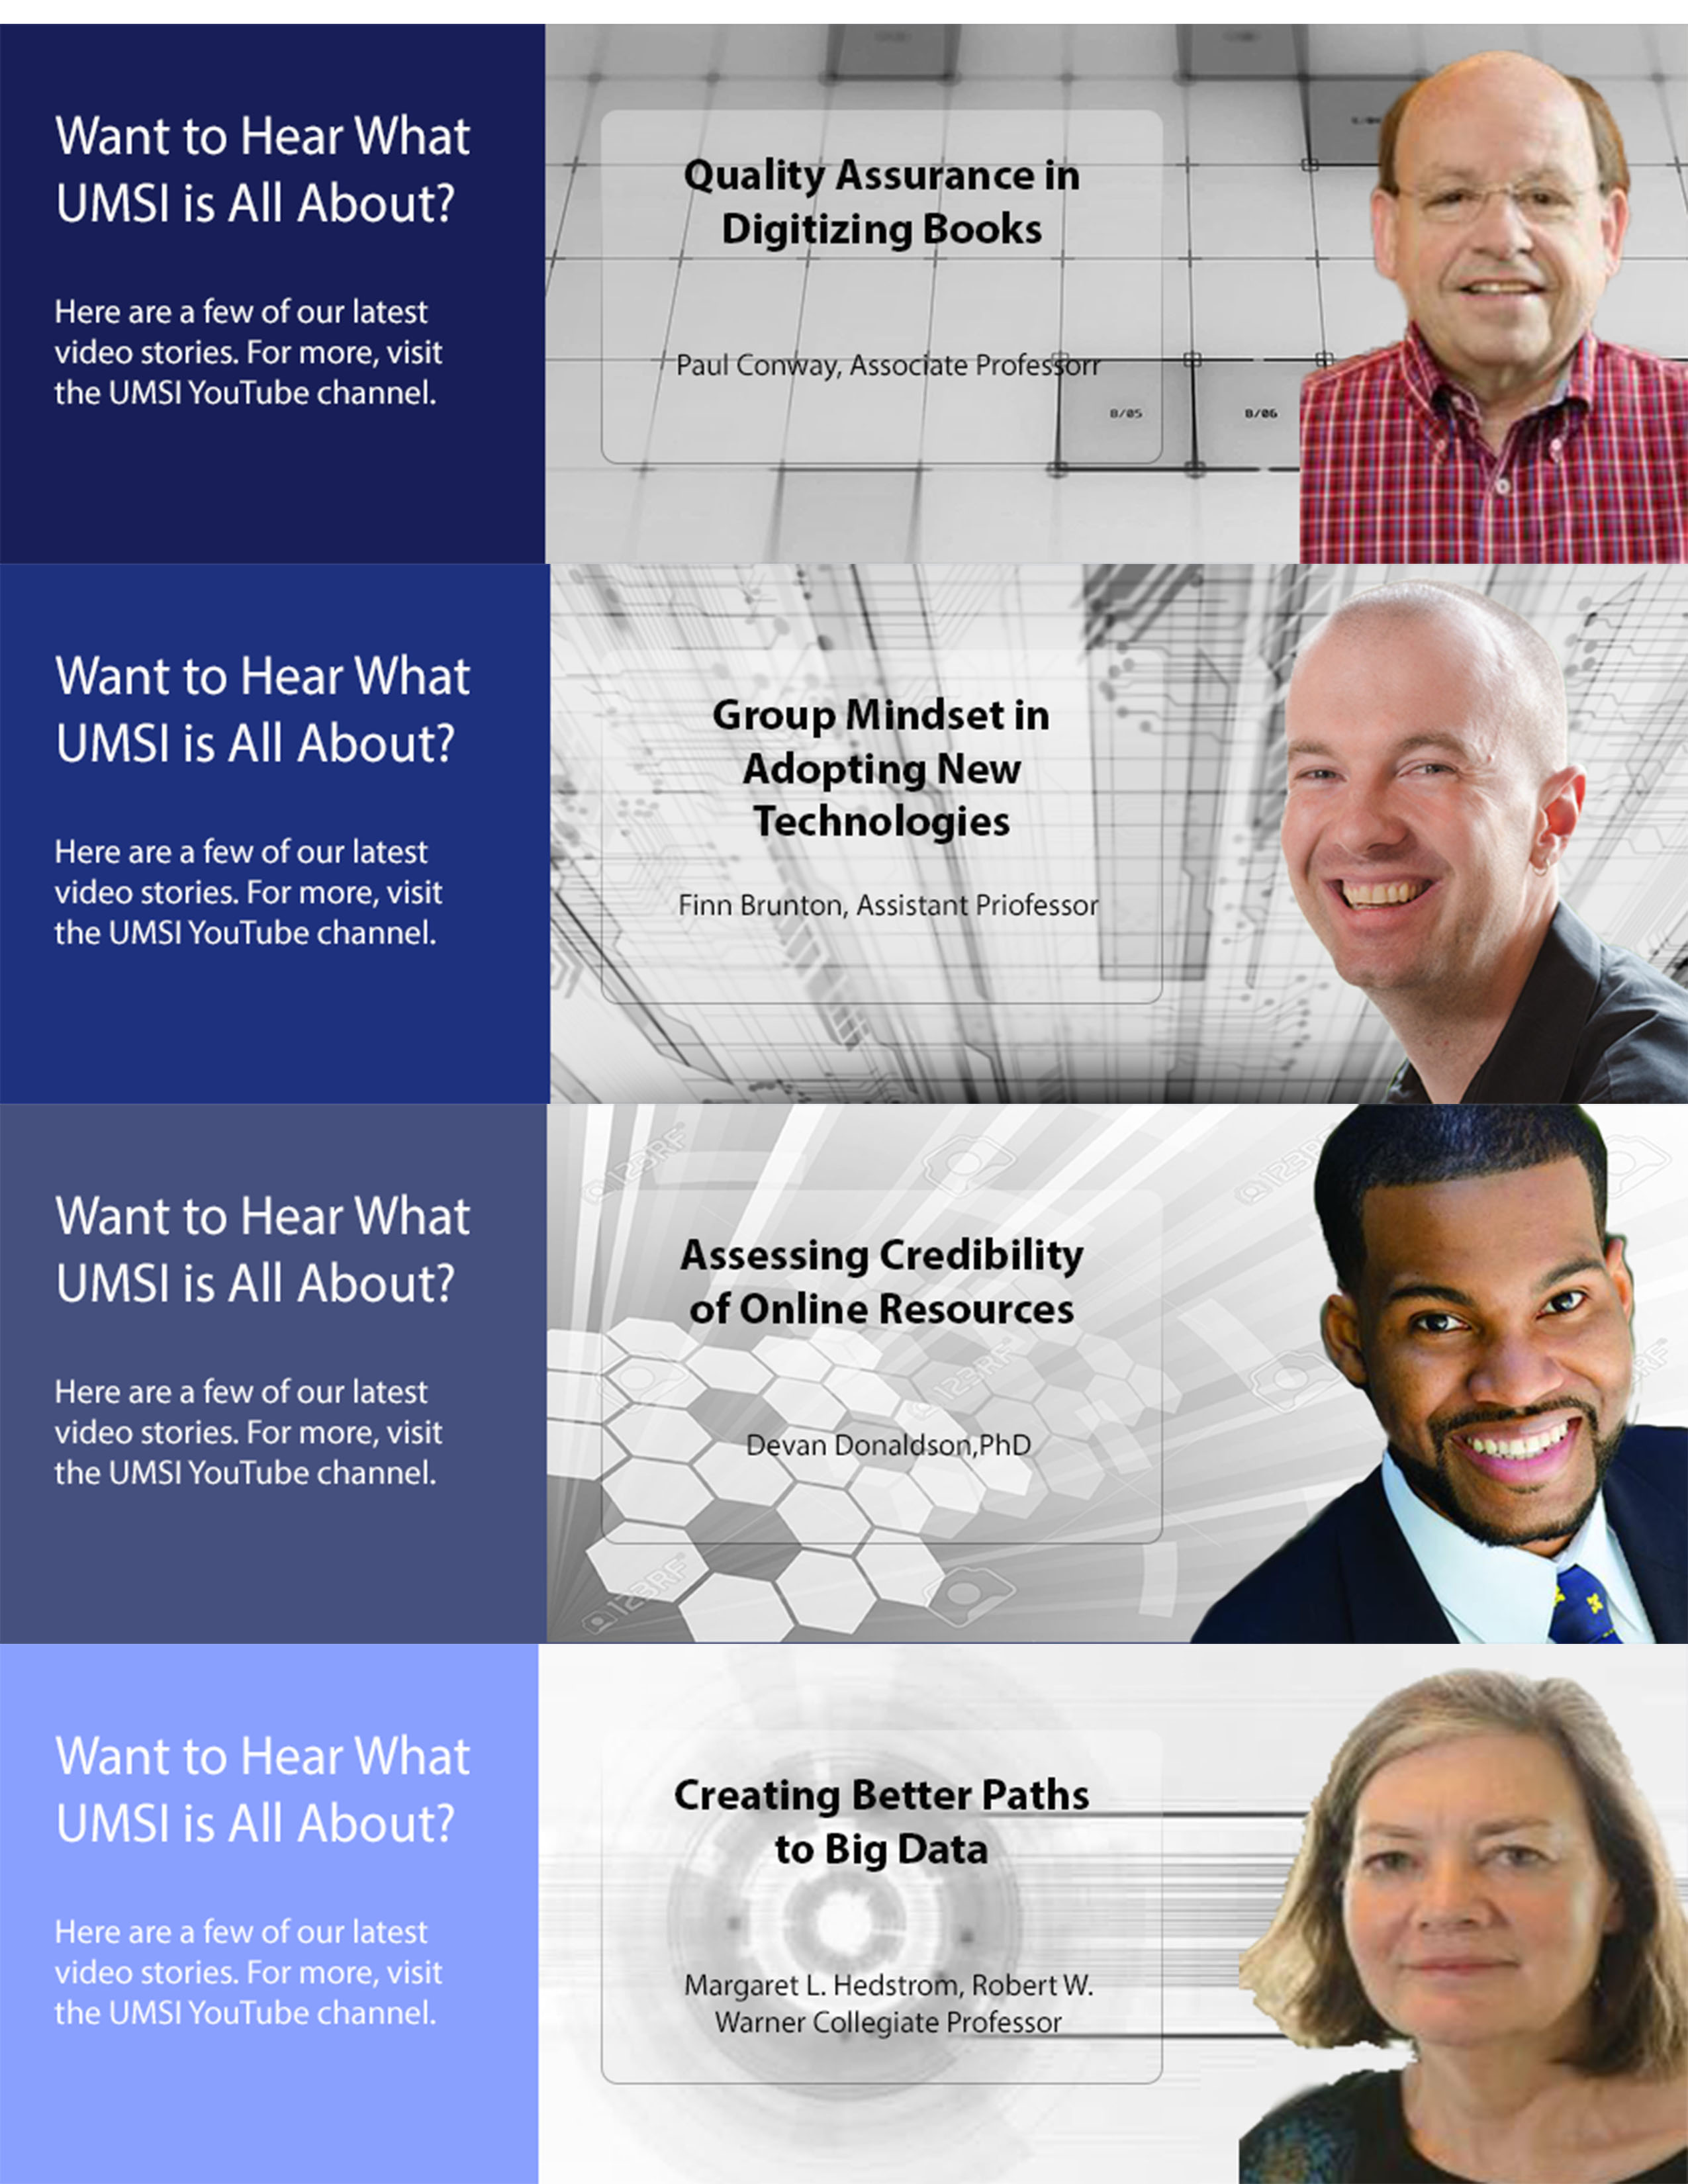 Want to Hear What
UMSI is All About?
Here are a few of our latest
video stories. For more, visit
the UMSI YouTube channel.
Quality Assurance in
Digitizing Books
Paul Conway, Associate Professorr
B/05
B/06
Want to Hear What
UMSI is All About?
Here are a few of our latest
video stories. For more, visit
the UMSI YouTube channel.
Group Mindset in
Adopting New
Technologies
Finn Brunton, Assistant Priofessor
Want to Hear What
UMSI is All About?
Here are a few of our latest
video stories. For more, visit
the UMSI YouTube channel.
Assessing Credibility
of Online Resources
Devan Donaldson,PhD
123RF
123RF
123RF
123RF
Want to Hear What
UMSI is All About?
Here are a few of our latest
video stories. For more, visit
the UMSI YouTube channel.
Creating Better Paths
to Big Data
Margaret L. Hedstrom, Robert W.
Warner Collegiate Professor